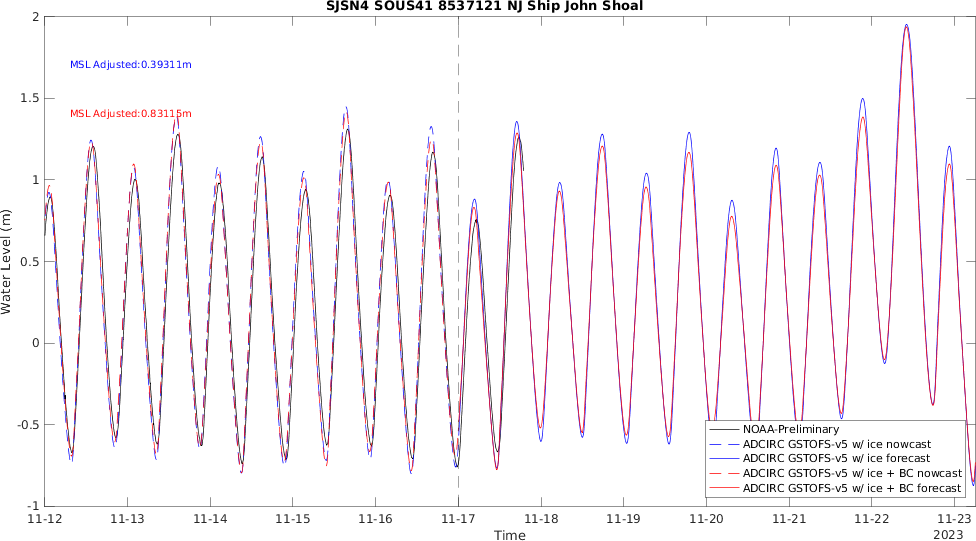 SJSN4 SOUS41 8537121 NJ Ship John Shoal
2
1.5
1
0.5
0
-0.5
-1
Water Level (m)
MSL Adjusted:0.39311m
MSL Adjusted:0.83115m
NOAA-Preliminary
ADCIRC GSTOFS-v5 w/ ice nowcast
ADCIRC GSTOFS-v5 w/ ice forecast
ADCIRC GSTOFS-v5 w/ ice + BC nowcast
ADCIRC GSTOFS-v5 w/ ice + BC forecast
11-12 11-13 11-14 11-15 11-16 11-17 11-18 11-19 11-20 11-21 11-22 11-23
Time
2023